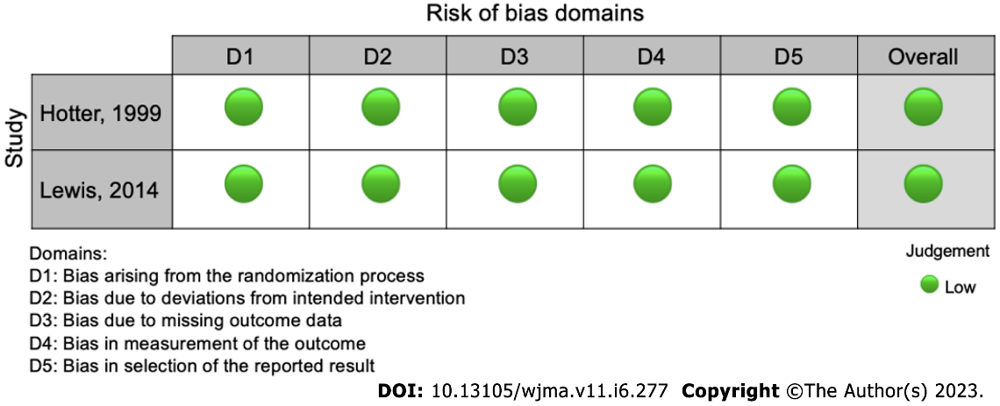 Risk of bias domains
D1 D2 D3 D4 D5 Overall
Study
Hotter, 1999
Lewis, 2014
Domains:
D1: Bias arising from the randomization process
D2: Bias due to deviations from intended intervention
D3: Bias due to missing outcome data
D4: Bias in measurement of the outcome
D5: Bias in selection of the reported result
Judgement
Low
DOI: 10.13105/wjma.v11.i6.277 Copyright ©The Author(s) 2023.